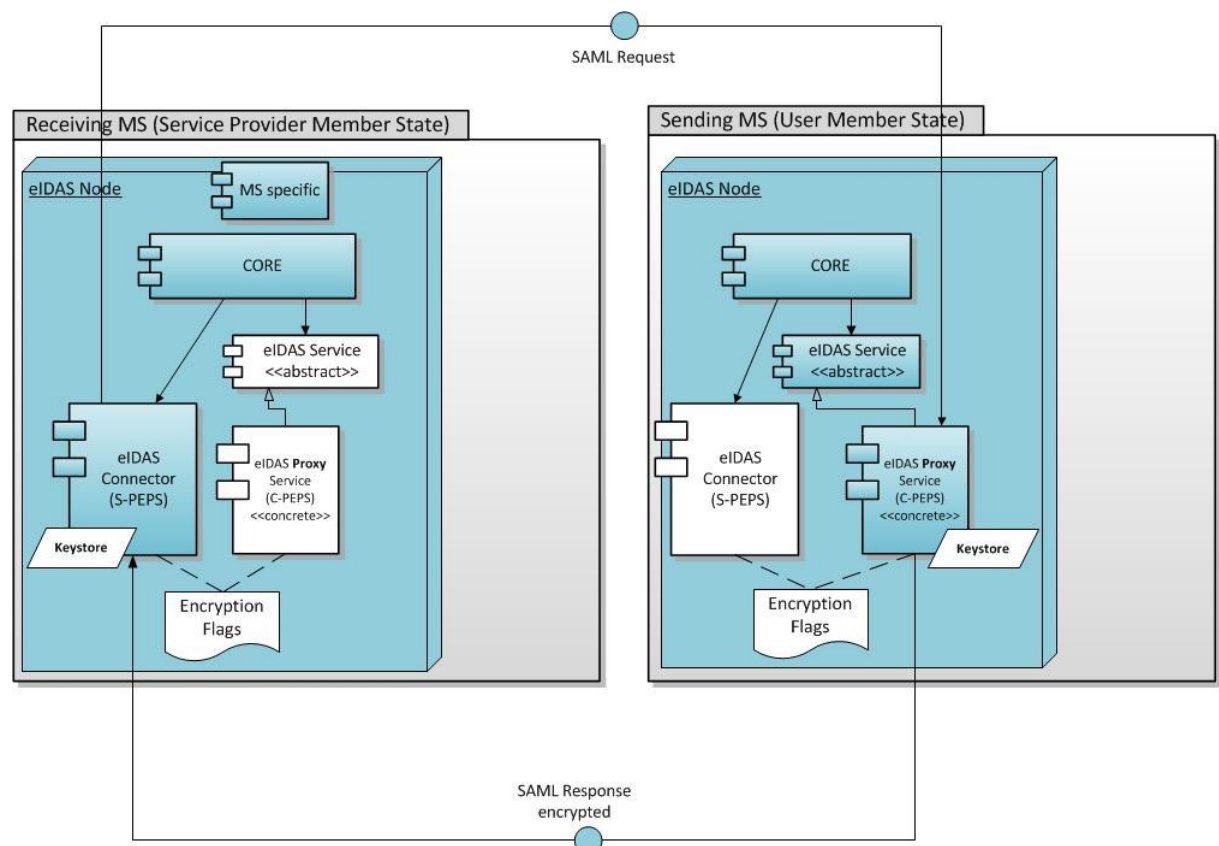 SAML Request
Receiving MS (Service Provider Member State)
eIDAS Node
MS specific
CORE
eIDAS Service
<<abstract>>
eIDAS
Connector
(S-PEPS)
eIDAS Proxy
Service
(C-PEPS)
<<concrete>>
Keystore
Encryption
Flags
Sending MS (User Member State)
eIDAS Node
CORE
eIDAS Service
<<abstract>>
eIDAS
Connector
(S-PEPS)
eIDAS Proxy
Service
(C-PEPS)
<<concrete>>
Keystore
Encryption
Flags
SAML Response
encrypted